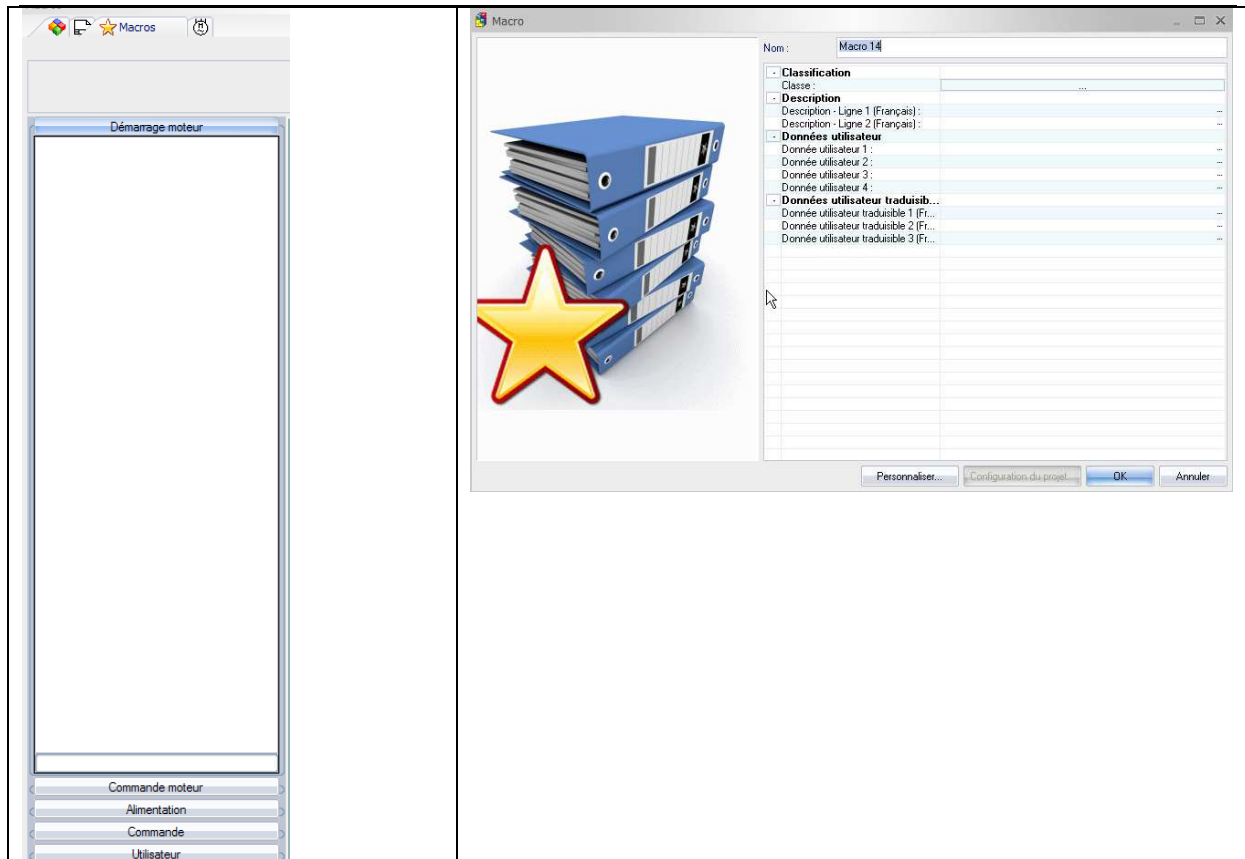 Macros
Démarrage moteur
Commande moteur
Alimentation
Commande
Utilisateur
Macro
Nom : Macro 14
Classification
Classe : ...
Description
Description - Ligne 1 (Français) : ...
Description - Ligne 2 (Français) : ...
Données utilisateur
Donnée utilisateur 1 : ...
Donnée utilisateur 2 : ...
Donnée utilisateur 3 : ...
Donnée utilisateur 4 : ...
Données utilisateur traduisib...
Donnée utilisateur traduisible 1 (Fr... ...
Donnée utilisateur traduisible 2 (Fr... ...
Donnée utilisateur traduisible 3 (Fr... ...
Personnaliser... Configuration du projet... OK Annuler